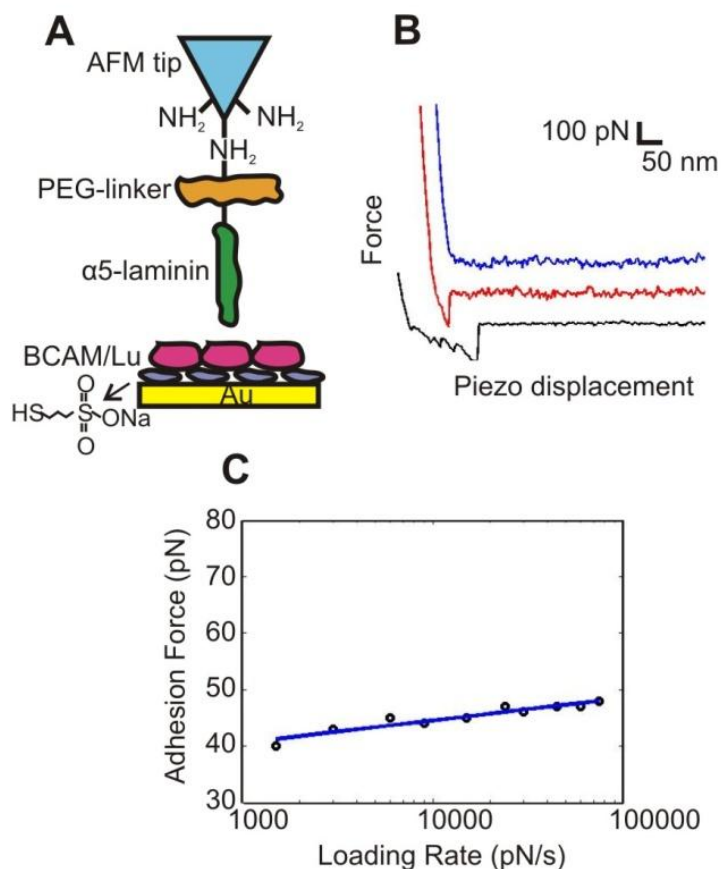 A
AFM tip
NH2 NH2
NH2
PEG-linker
α5-laminin
BCAM/Lu
Au
O
HS S ONa
O
B
100 pN
50 nm
Force
Piezo displacement
C
80
70
60
50
40
30
Adhesion Force (pN)
1000 10000 100000
Loading Rate (pN/s)